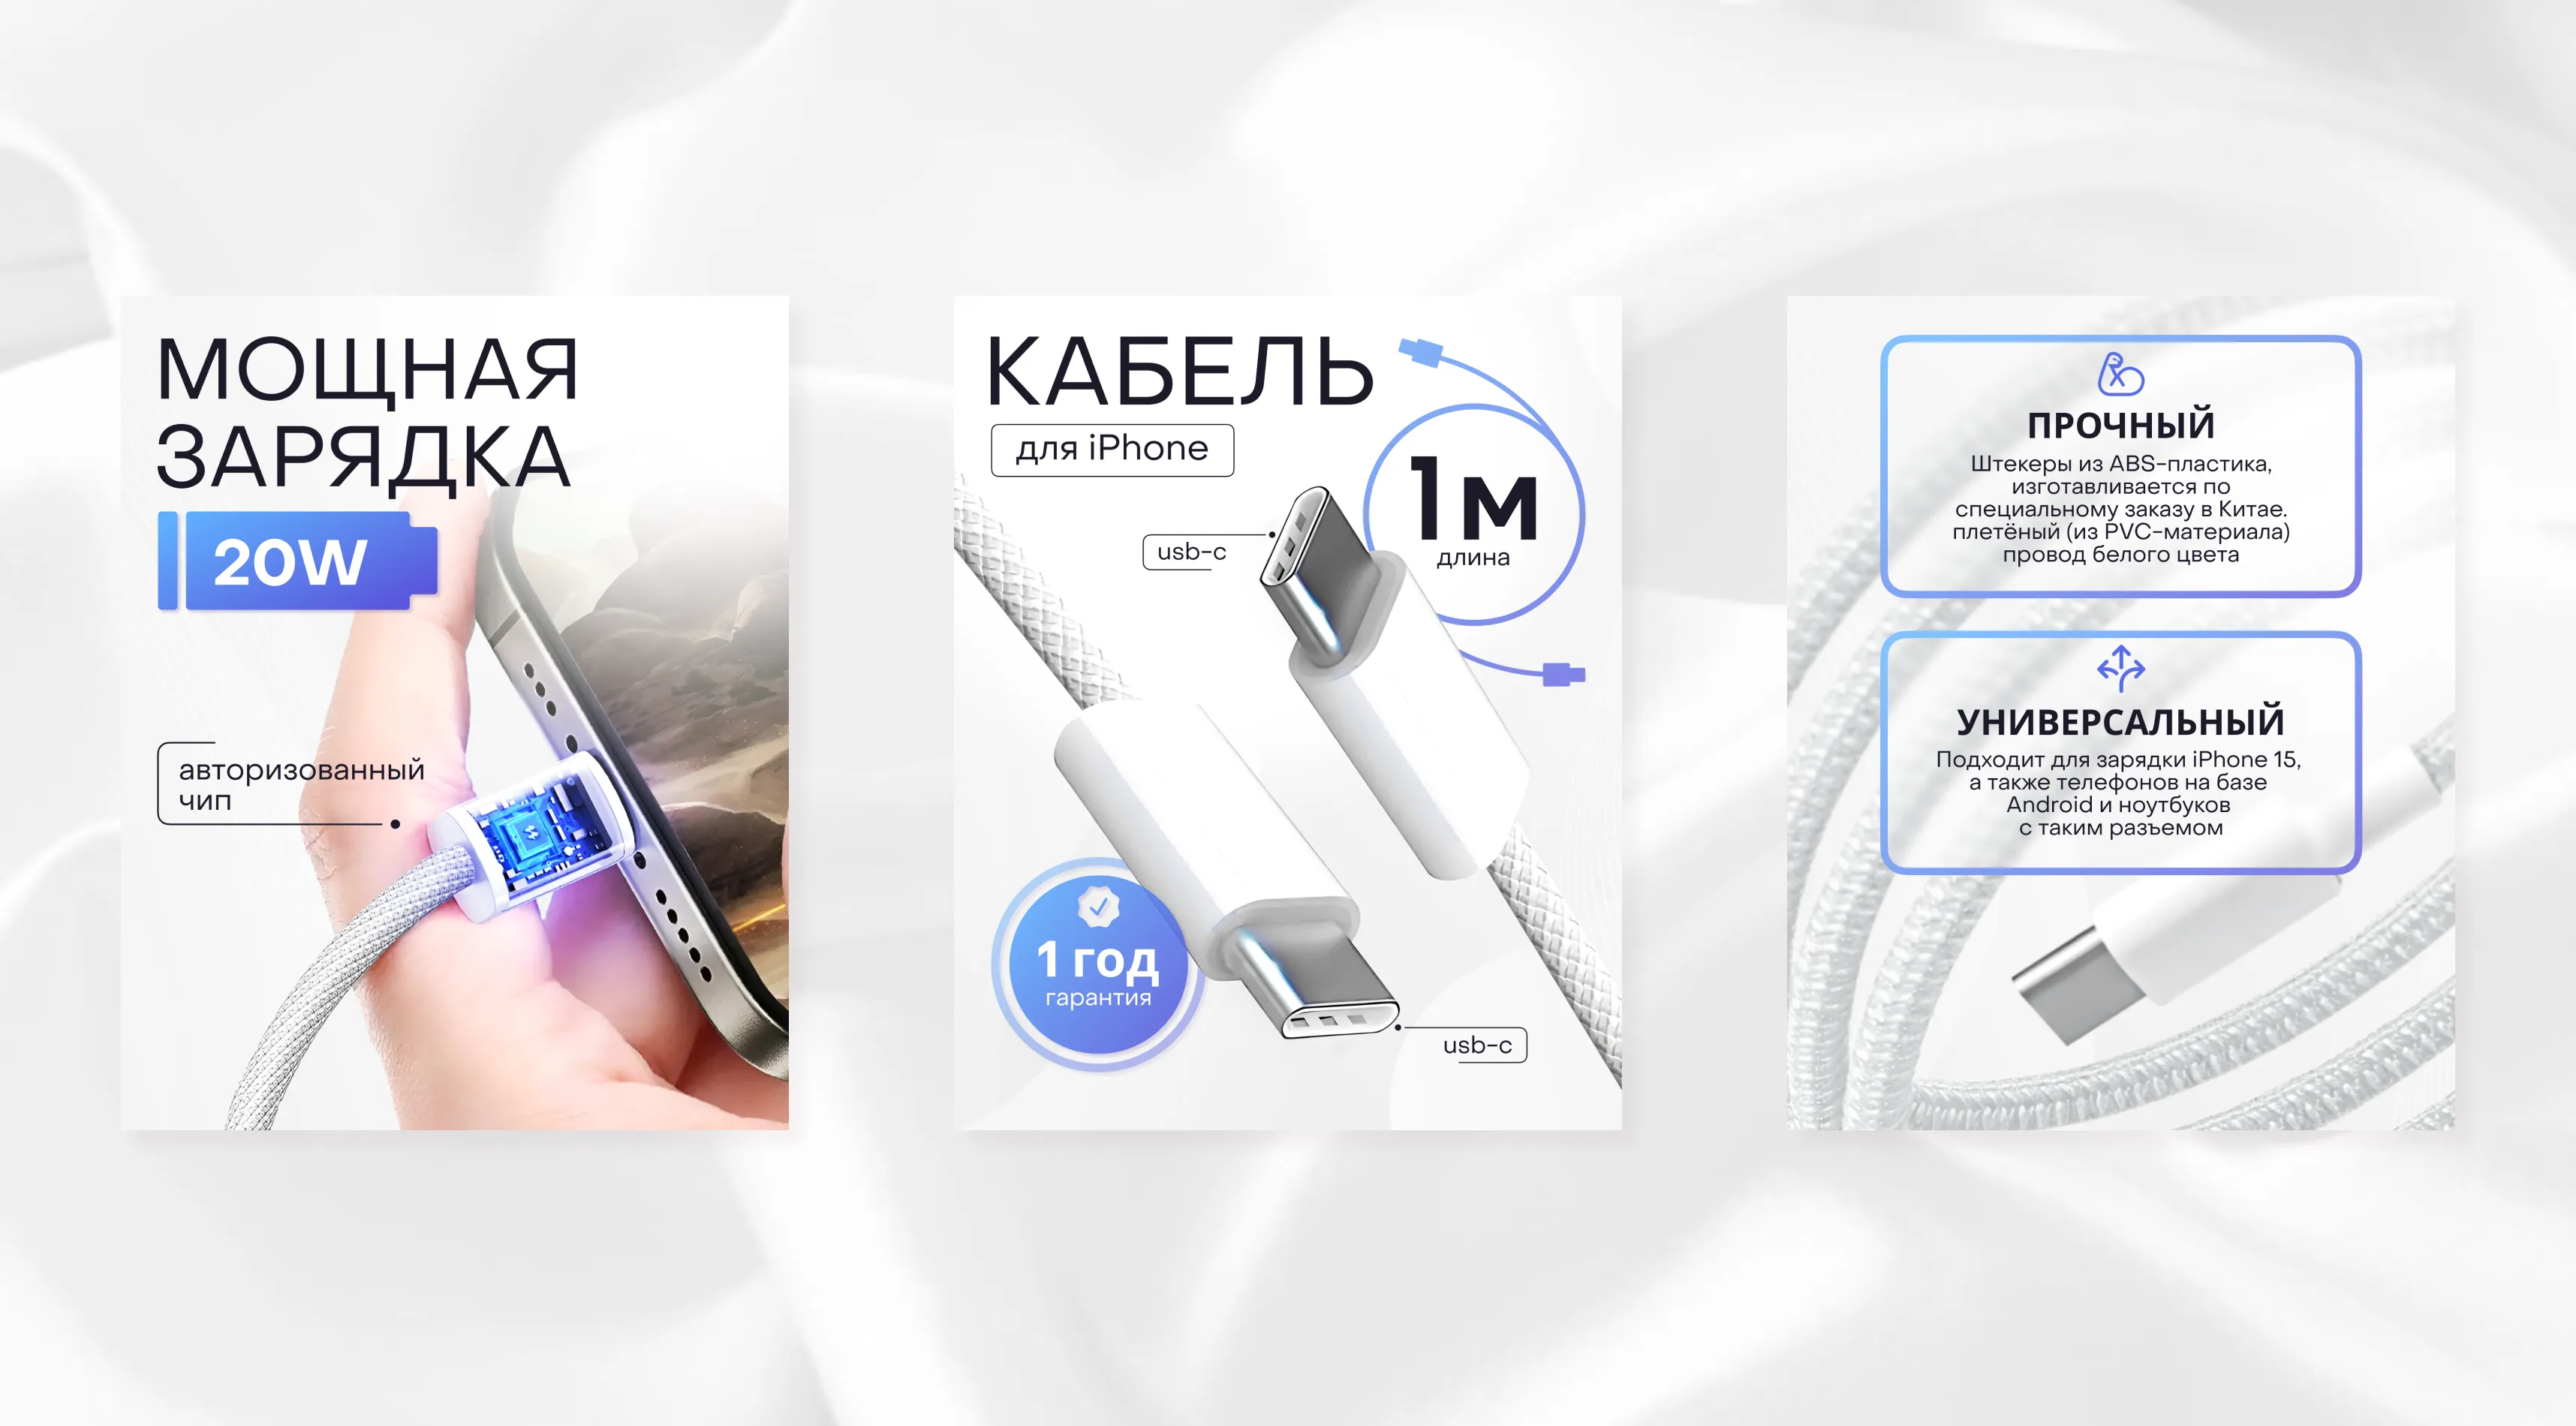 МОЩНАЯ
ЗАРЯДКА
20W
авторизованный
чип
КАБЕЛЬ
для iPhone
1 м
длина
usb-c
1 год
гарантия
usb-c
ПРОЧНЫЙ
Штекеры из ABS-пластика,
изготавливается по
специальному заказу в Китае.
плетёный (из PVC-материала)
провод белого цвета
УНИВЕРСАЛЬНЫЙ
Подходит для зарядки iPhone 15,
а также телефонов на базе
Android и ноутбуков
с таким разъемом